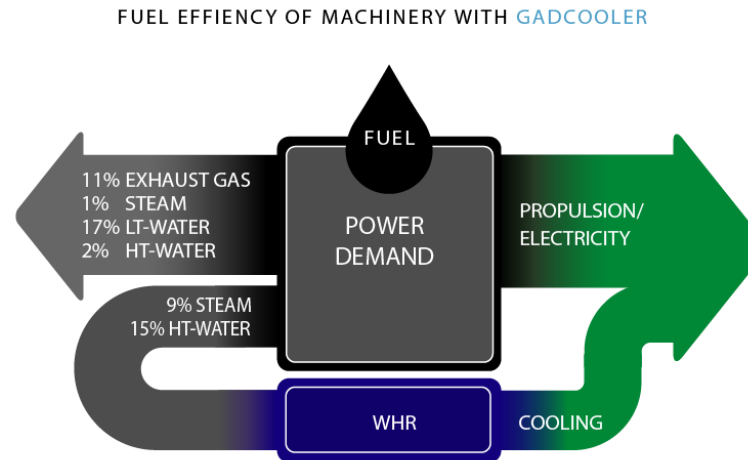 FUEL EFFIENCY OF MACHINERY WITH GADCOOLER
FUEL
11% EXHAUST GAS
1% STEAM
17% LT-WATER
2% HT-WATER
POWER
DEMAND
PROPULSION/
ELECTRICITY
9% STEAM
15% HT-WATER
WHR
COOLING